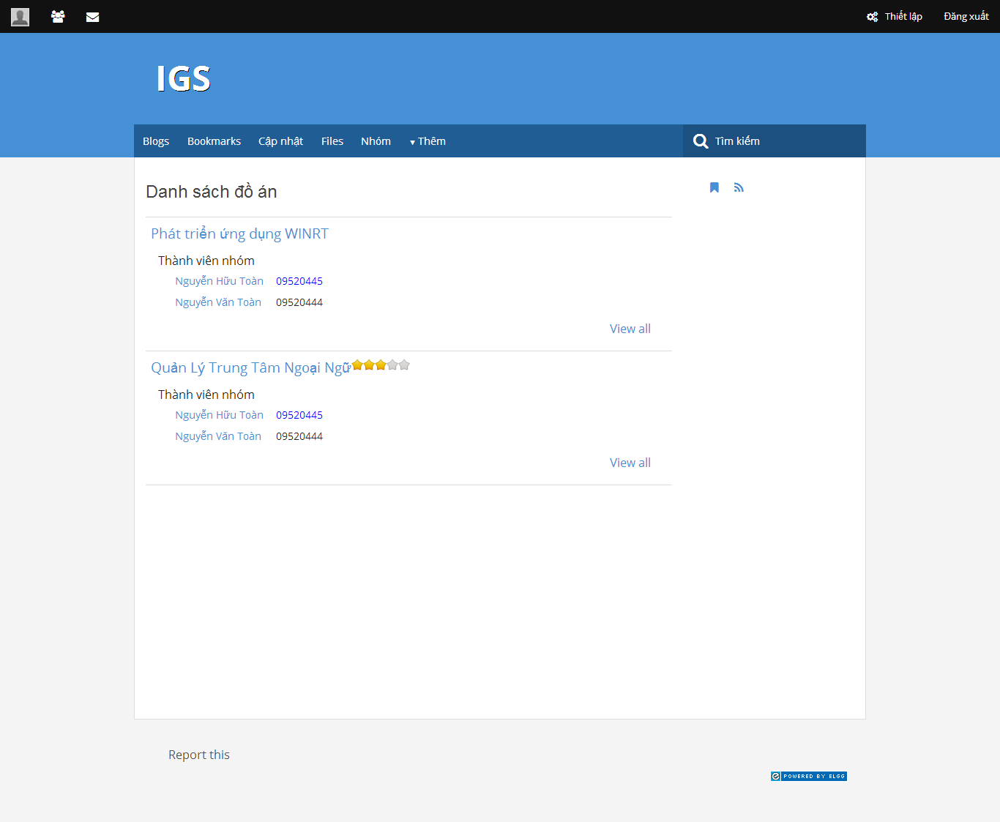 Thiết lập Đăng xuất
IGS
Blogs Bookmarks Cập nhật Files Nhóm ▾ Thêm Tìm kiếm
Danh sách đồ án
Phát triển ứng dụng WINRT
Thành viên nhóm
Nguyễn Hữu Toàn 09520445
Nguyễn Văn Toàn 09520444
View all
Quản Lý Trung Tâm Ngoại Ngữ
Thành viên nhóm
Nguyễn Hữu Toàn 09520445
Nguyễn Văn Toàn 09520444
View all
Report this
POWERED BY ELGG